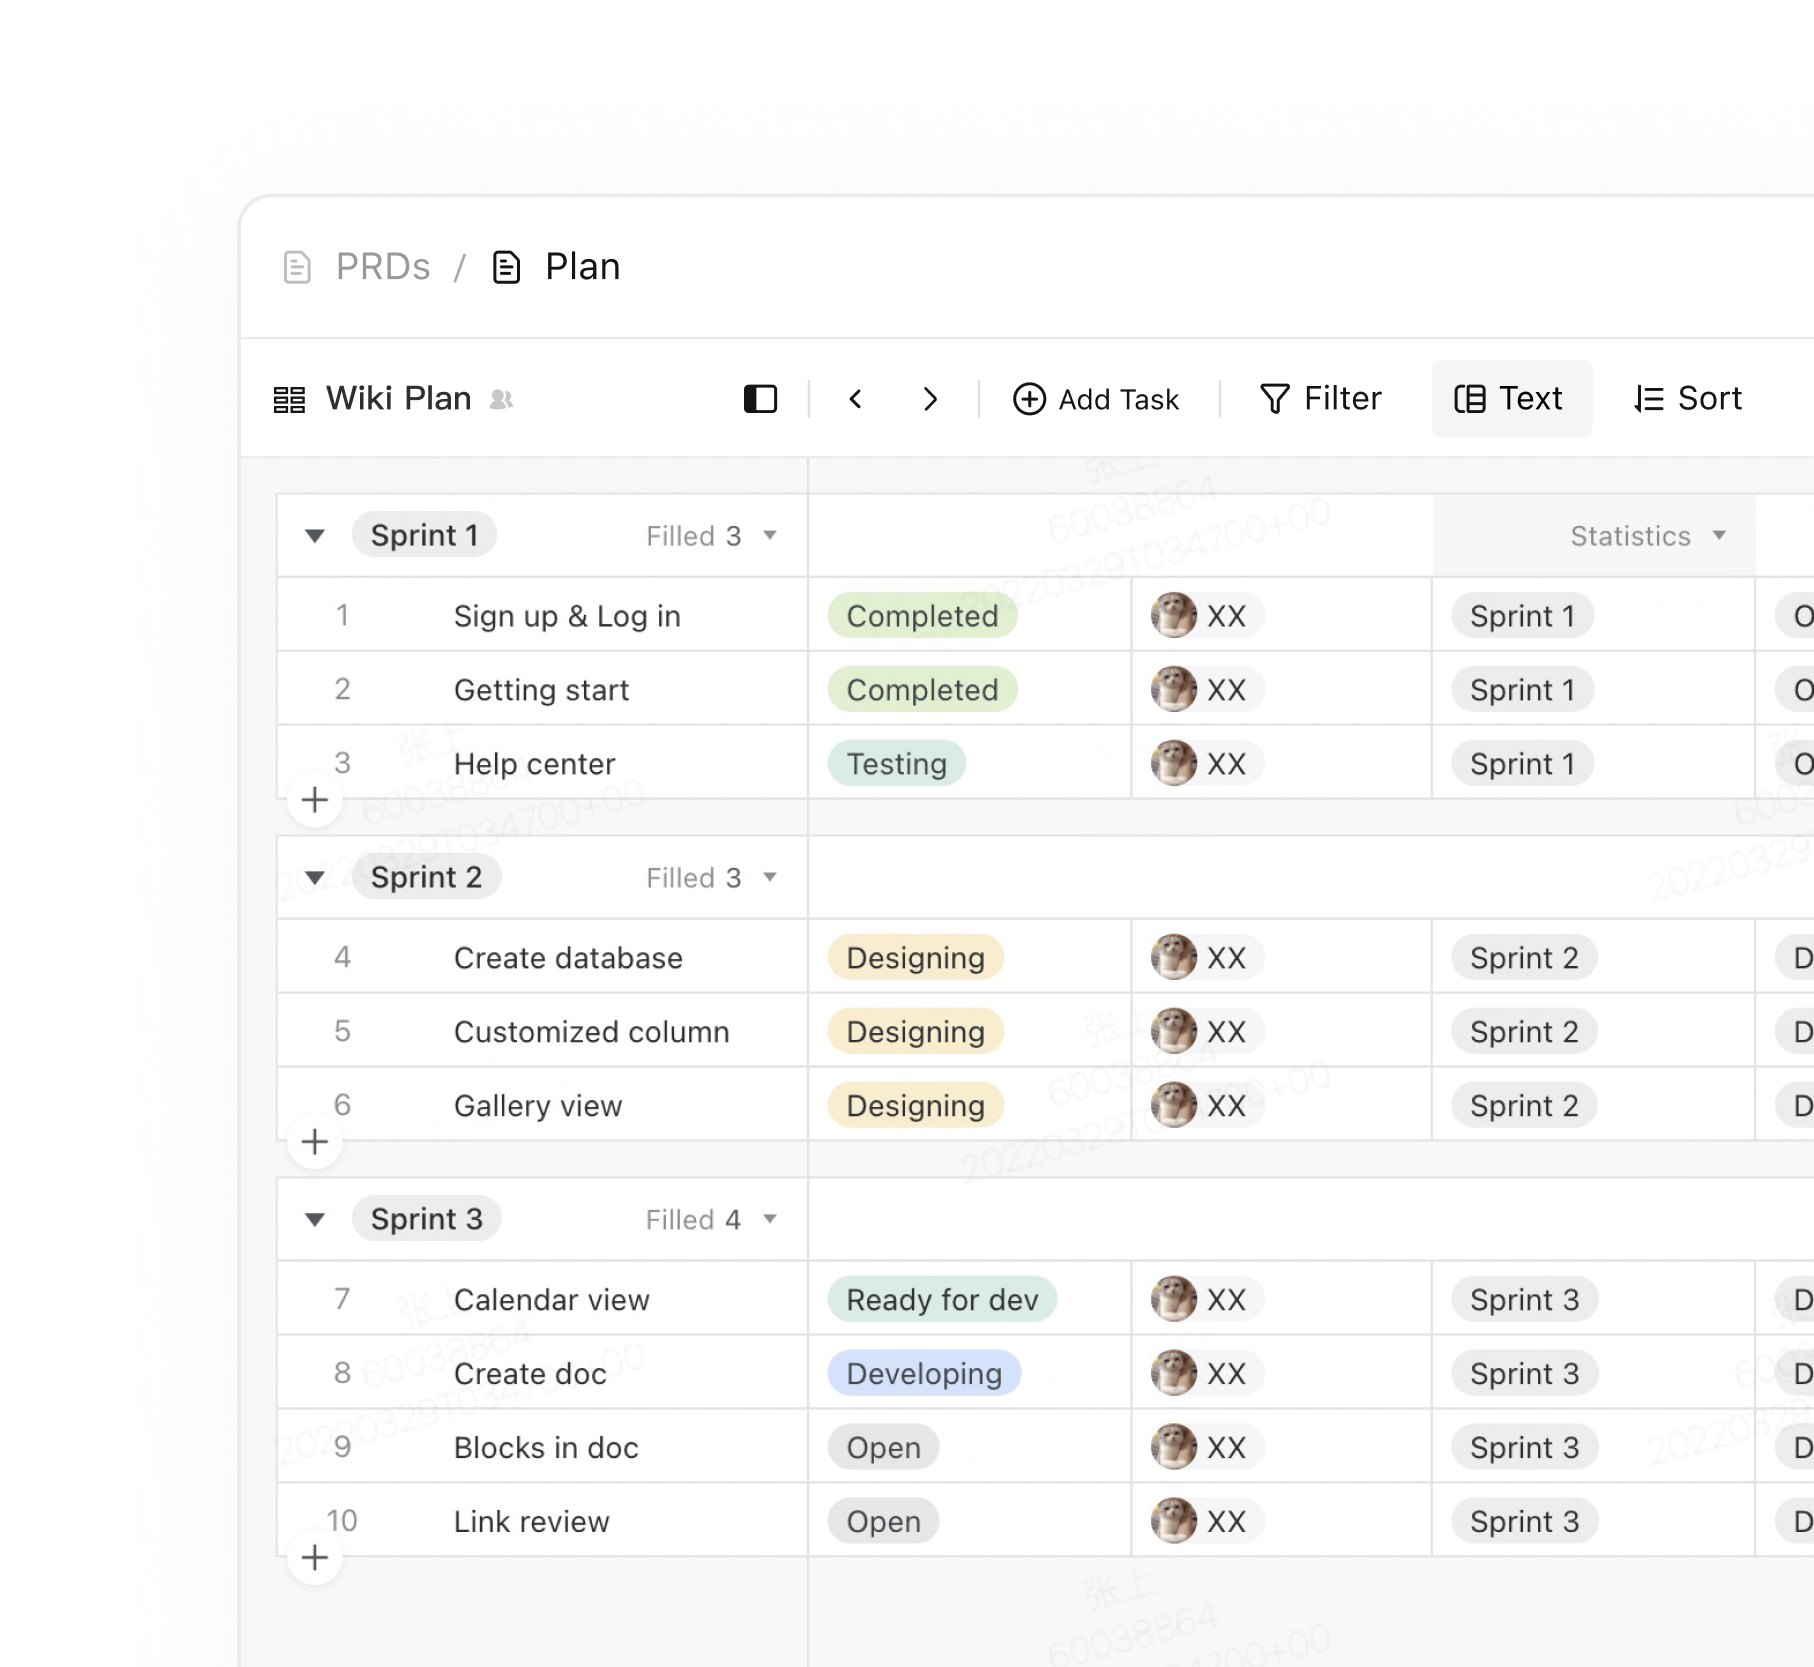 PRDs / Plan
Wiki Plan Add Task Filter Text Sort
Sprint 1 Filled 3 Statistics
1 Sign up & Log in Completed XX Sprint 1
2 Getting start Completed XX Sprint 1
3 Help center Testing XX Sprint 1
Sprint 2 Filled 3
4 Create database Designing XX Sprint 2
5 Customized column Designing XX Sprint 2
6 Gallery view Designing XX Sprint 2
Sprint 3 Filled 4
7 Calendar view Ready for dev XX Sprint 3
8 Create doc Developing XX Sprint 3
9 Blocks in doc Open XX Sprint 3
10 Link review Open XX Sprint 3
张上
60038864
20220329T034700+00